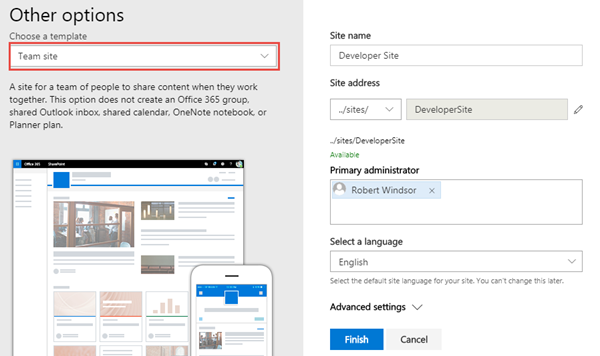 Other options
Choose a template
Team site
A site for a team of people to share content when they work
together. This option does not create an Office 365 group,
shared Outlook inbox, shared calendar, OneNote notebook, or
Planner plan.
Office 365 SharePoint
Site name
Developer Site
Site address
../sites/ DeveloperSite
../sites/DeveloperSite
Available
Primary administrator
Robert Windsor ×
Select a language
English
Select the default site language for your site. You can't change this later.
Advanced settings
Finish Cancel